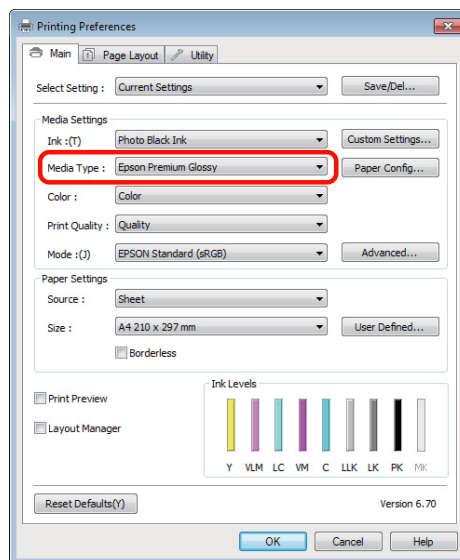 Printing Preferences
Main
Page Layout
Utility
Select Setting :
Current Settings
Save/Del...
Media Settings
Ink :(T)
Photo Black Ink
Custom Settings...
Media Type :
Epson Premium Glossy
Paper Config...
Color :
Color
Print Quality :
Quality
Mode :(J)
EPSON Standard (sRGB)
Advanced...
Paper Settings
Source :
Sheet
Size :
A4 210 x 297 mm
User Defined...
Borderless
Print Preview
Layout Manager
Ink Levels
Y VLM LC VM C LLK LK PK MK
Reset Defaults(Y)
Version 6.70
OK
Cancel
Help